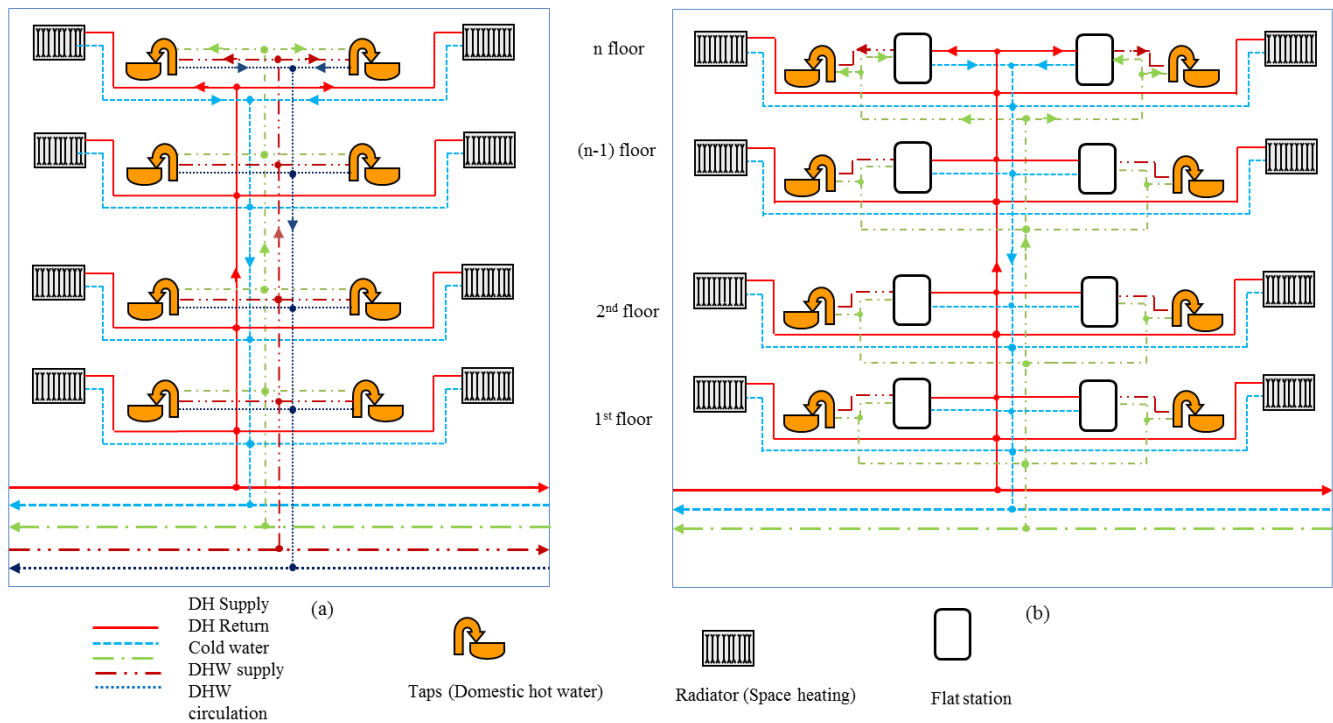 n floor
(n-1) floor
2nd floor
1st floor
(a)
(b)
DH Supply
DH Return
Cold water
DHW supply
DHW
circulation
Taps (Domestic hot water)
Radiator (Space heating)
Flat station